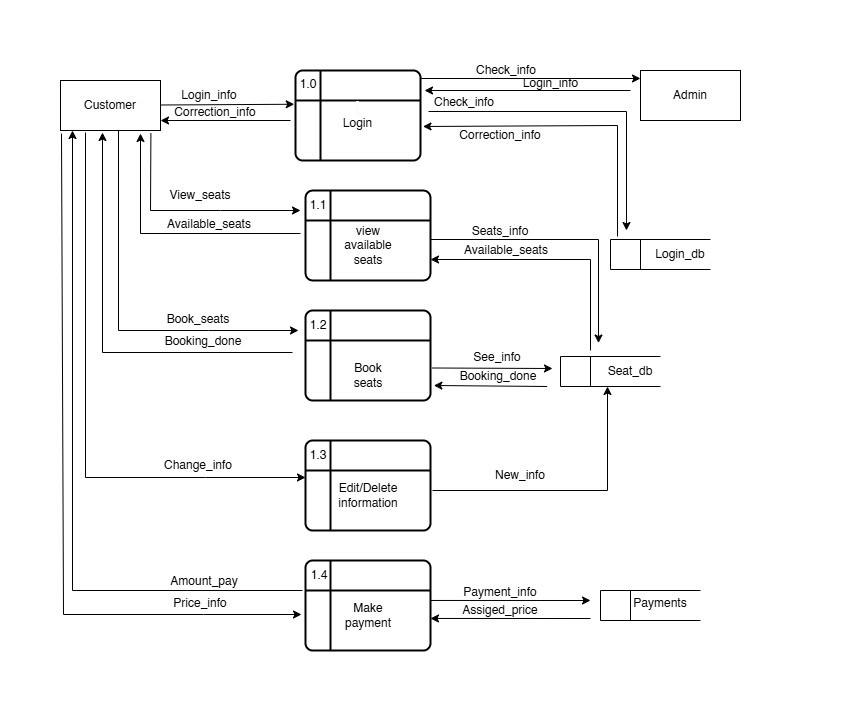 Check_info
1.0
Login_info
Admin
Login_info
Customer
Check_info
Correction_info
Login
Correction_info
View_seats
1.1
Available_seats
view
available
seats
Seats_info
Available_seats
Login_db
Book_seats
1.2
Booking_done
See_info
Book
seats
Booking_done
Seat_db
1.3
Change_info
New_info
Edit/Delete
information
1.4
Amount_pay
Payment_info
Price_info
Make
payment
Assiged_price
Payments